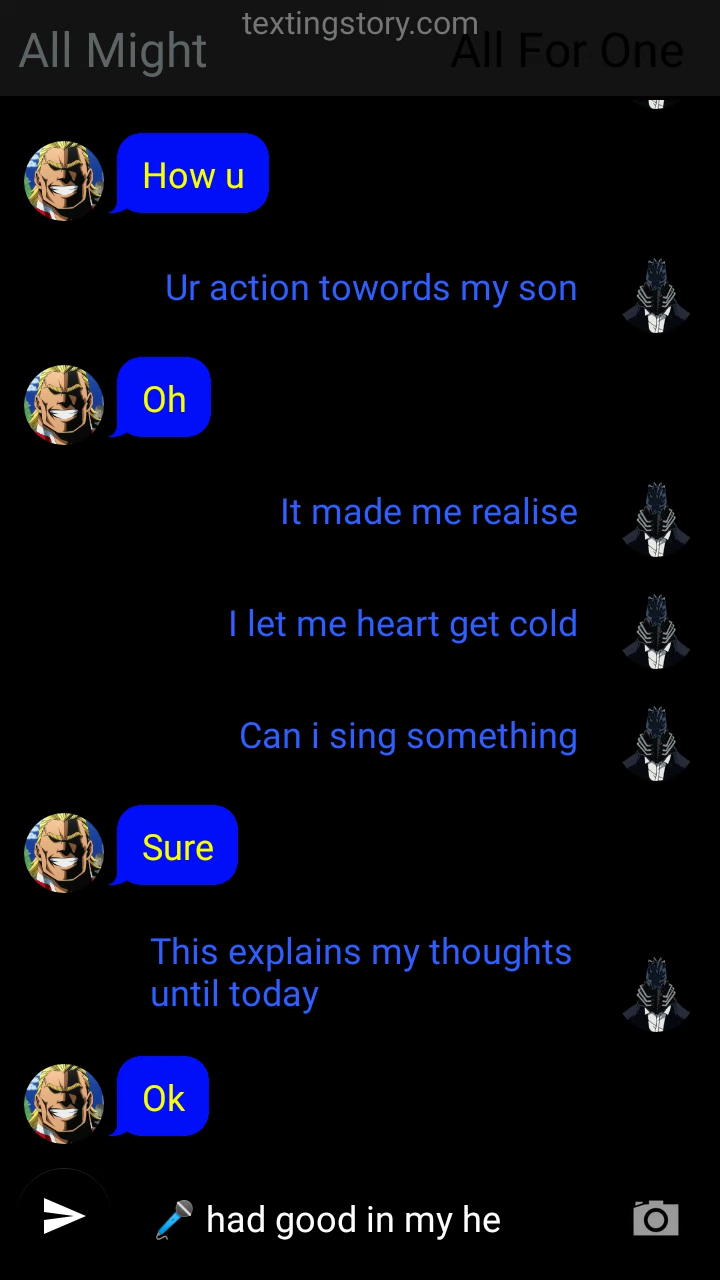 textingstory.com
All Might
All For One
How u
Ur action towords my son
Oh
It made me realise
I let me heart get cold
Can i sing something
Sure
This explains my thoughts
until today
Ok
🎤 had good in my he